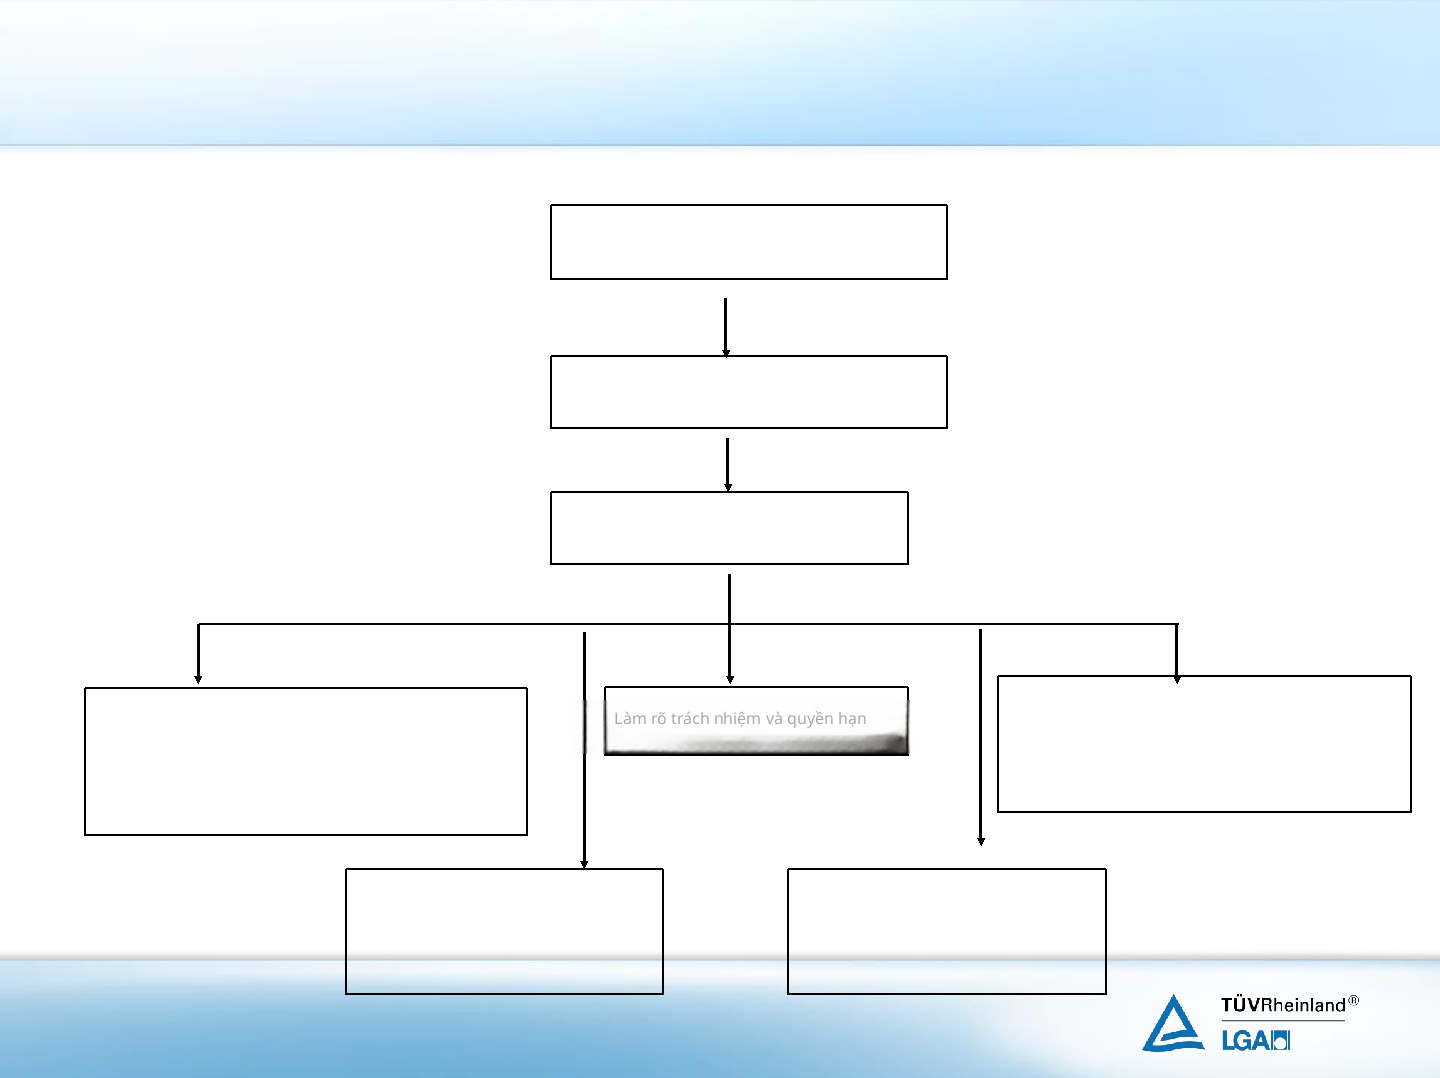 Làm rõ trách nhiệm và quyền hạn
TÜVRheinland®
LGA